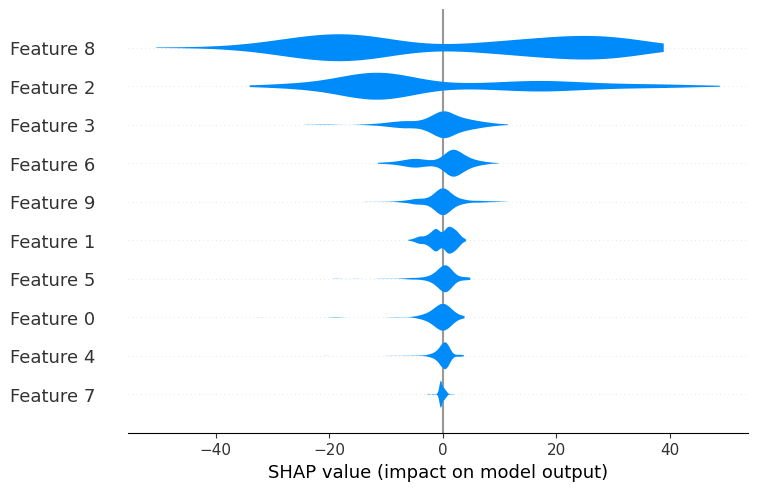 Feature 8
Feature 2
Feature 3
Feature 6
Feature 9
Feature 1
Feature 5
Feature 0
Feature 4
Feature 7
−40 −20 0 20 40
SHAP value (impact on model output)